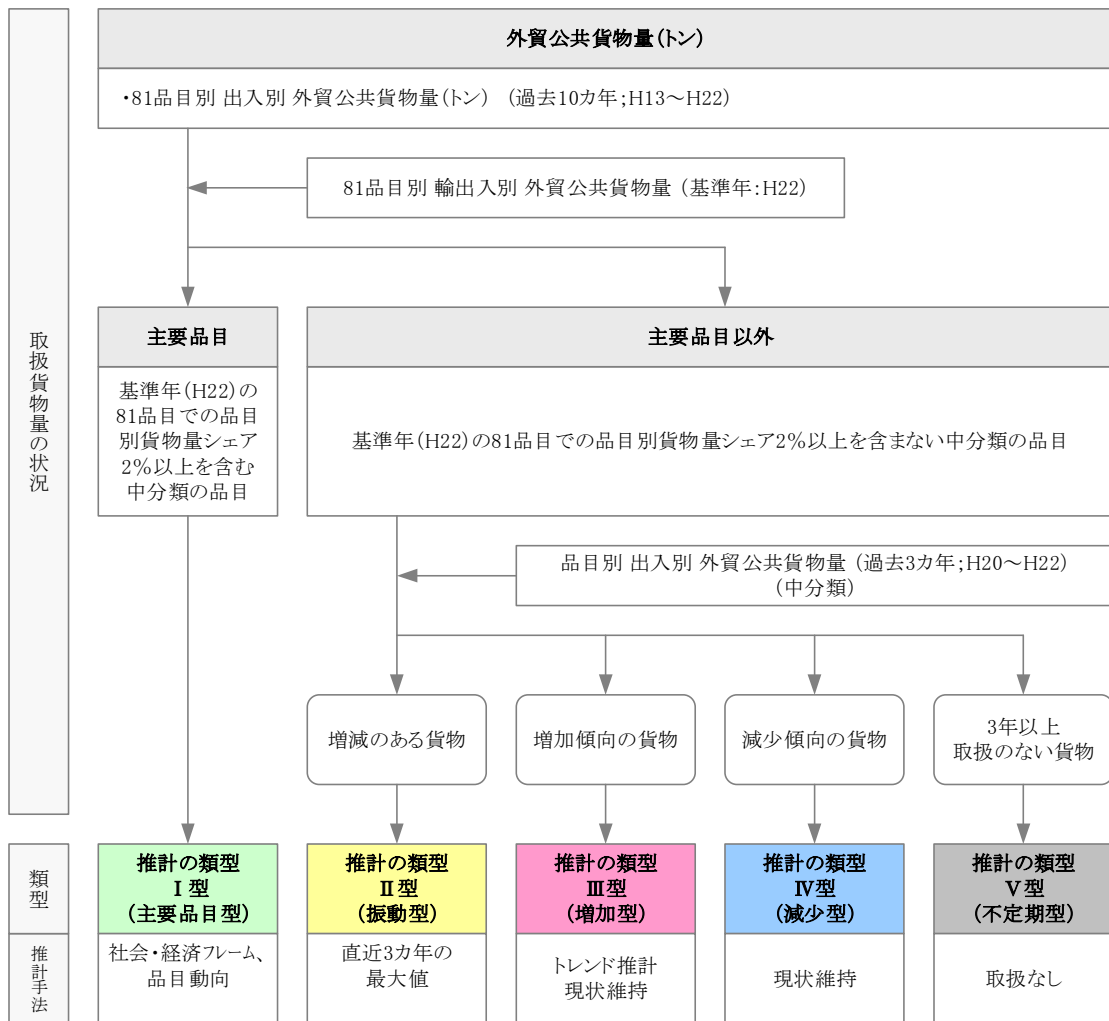 外貿公共貨物量(トン)
・81品目別 出入別 外貿公共貨物量(トン) (過去10カ年;H13～H22)
81品目別 輸出入別 外貿公共貨物量 (基準年:H22)
取扱貨物量の状況
主要品目
基準年(H22)の
81品目での品目
別貨物量シェア
2%以上を含む
中分類の品目
主要品目以外
基準年(H22)の81品目での品目別貨物量シェア2%以上を含まない中分類の品目
品目別 出入別 外貿公共貨物量 (過去3カ年;H20～H22)
(中分類)
増減のある貨物
増加傾向の貨物
減少傾向の貨物
3年以上
取扱のない貨物
類型
推計の類型
Ⅰ型
(主要品目型)
推計の類型
Ⅱ型
(振動型)
推計の類型
Ⅲ型
(増加型)
推計の類型
Ⅳ型
(減少型)
推計の類型
Ⅴ型
(不定期型)
推計手法
社会・経済フレーム、
品目動向
直近3カ年の
最大値
トレンド推計
現状維持
現状維持
取扱なし